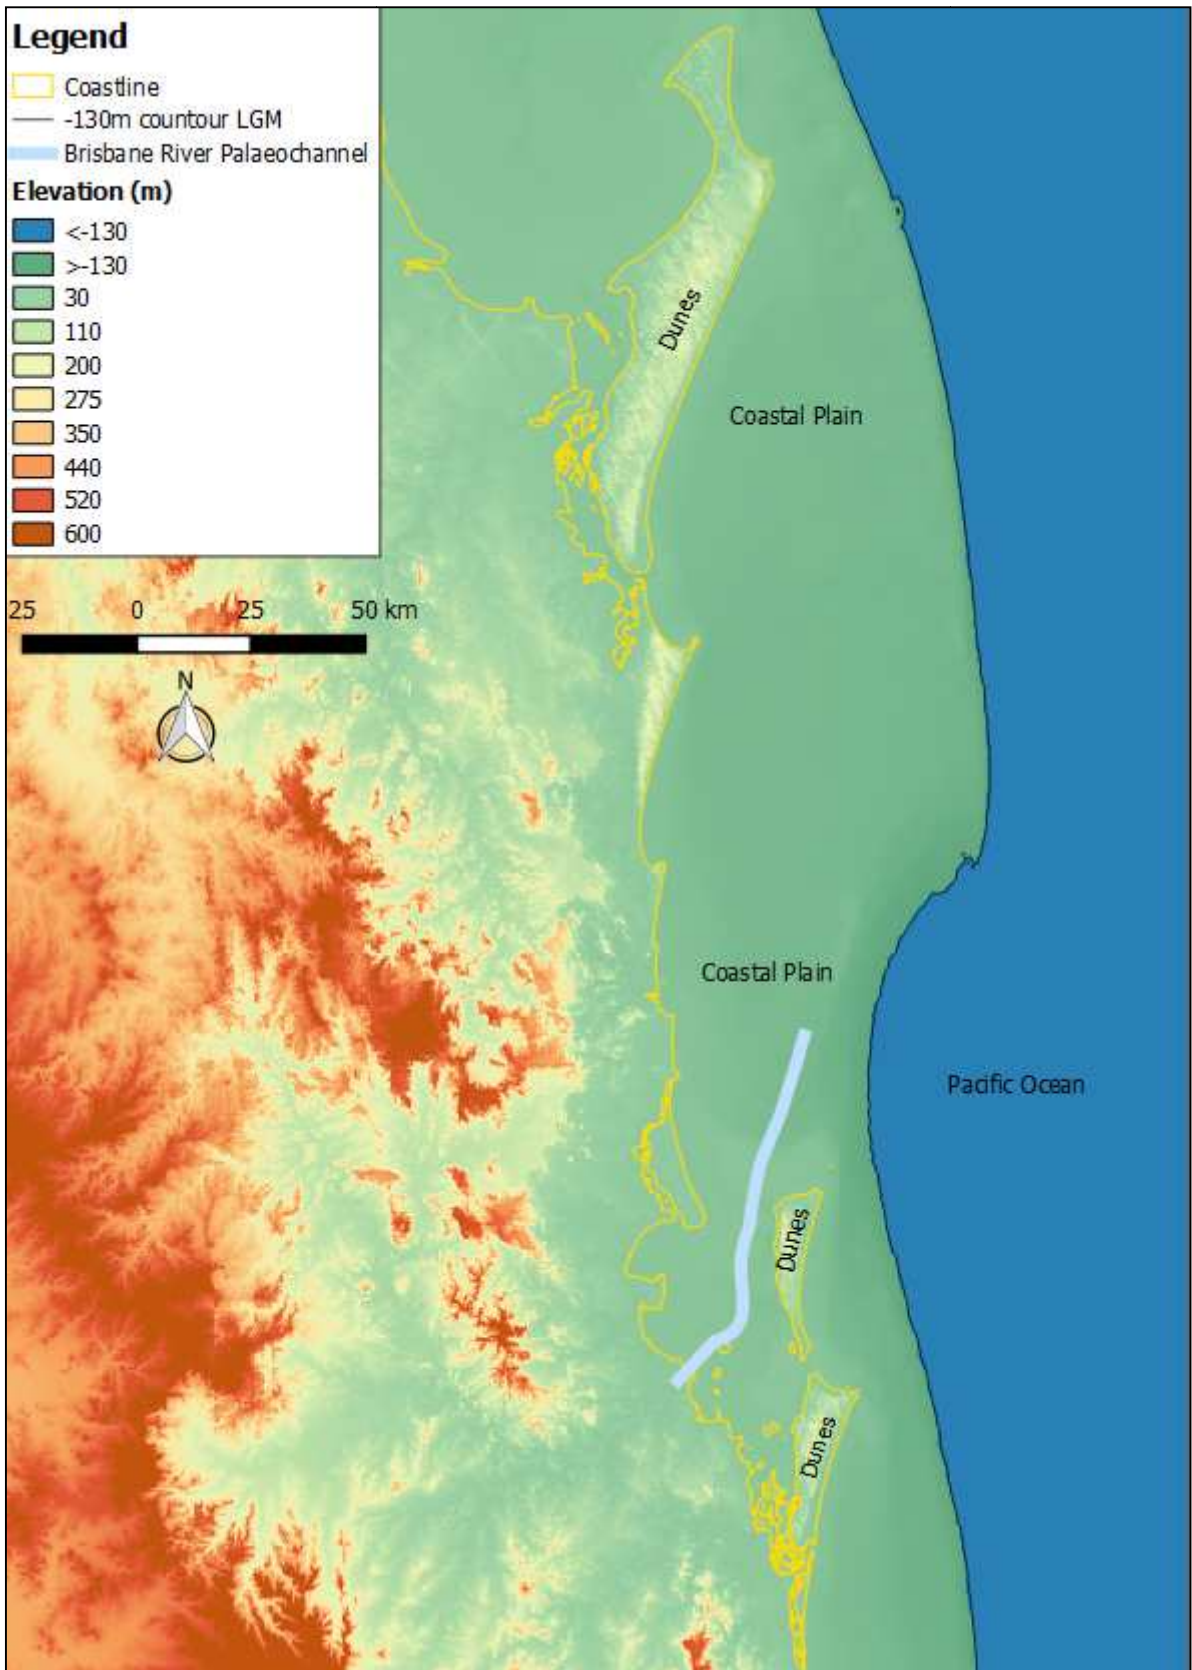 Legend
Coastline
-130m countour LGM
Brisbane River Palaeochannel
Elevation (m)
<-130
>-130
30
110
200
275
350
440
520
600
25 0 25 50 km
N
Dunes
Coastal Plain
Coastal Plain
Pacific Ocean
Dunes
Dunes